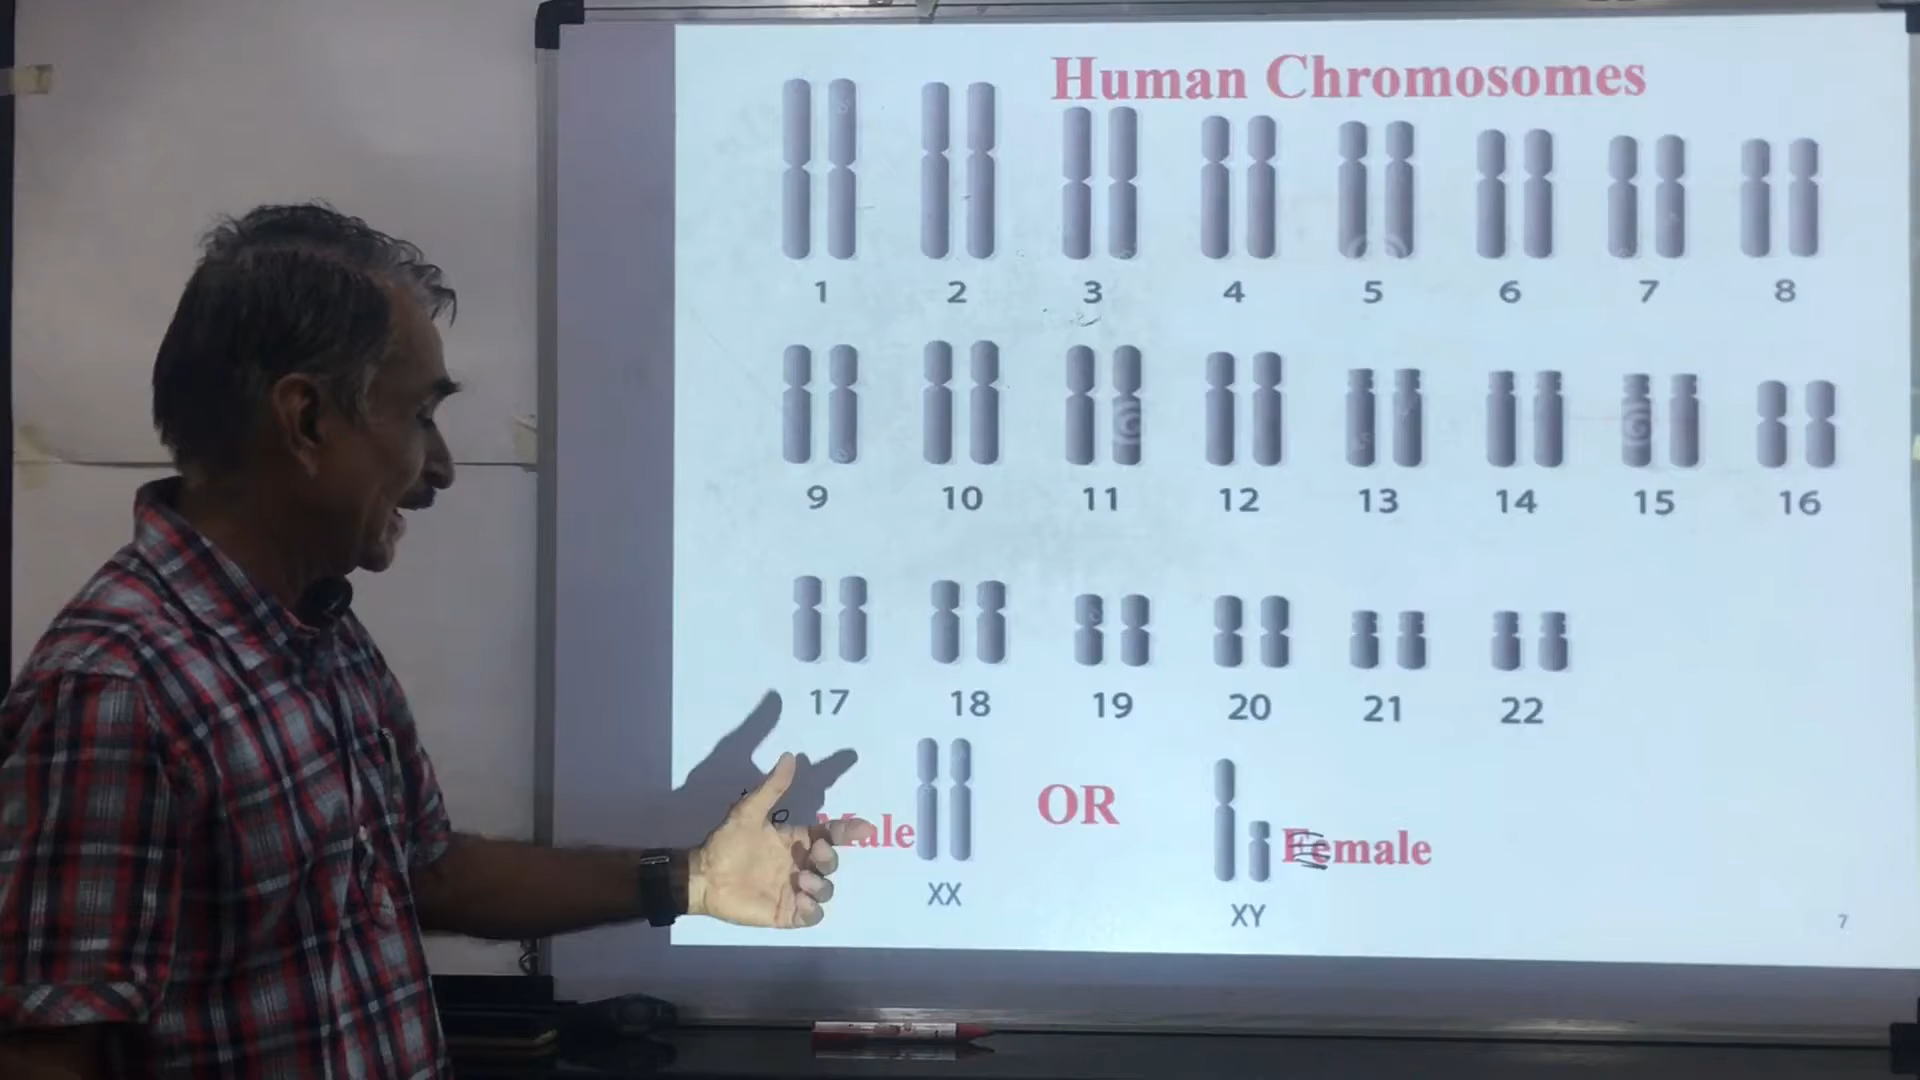 Human Chromosomes
1 2 3 4 5 6 7 8
9 10 11 12 13 14 15 16
17 18 19 20 21 22
Male OR Female
XX XY
7